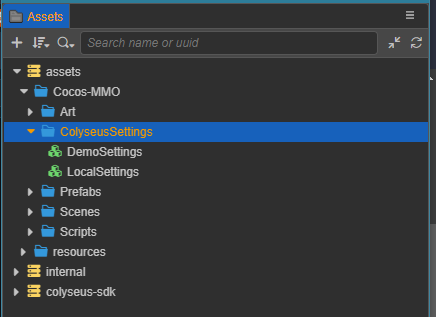 Assets
Search name or uuid
assets
Cocos-MMO
Art
ColyseusSettings
DemoSettings
LocalSettings
Prefabs
Scenes
Scripts
resources
internal
colyseus-sdk